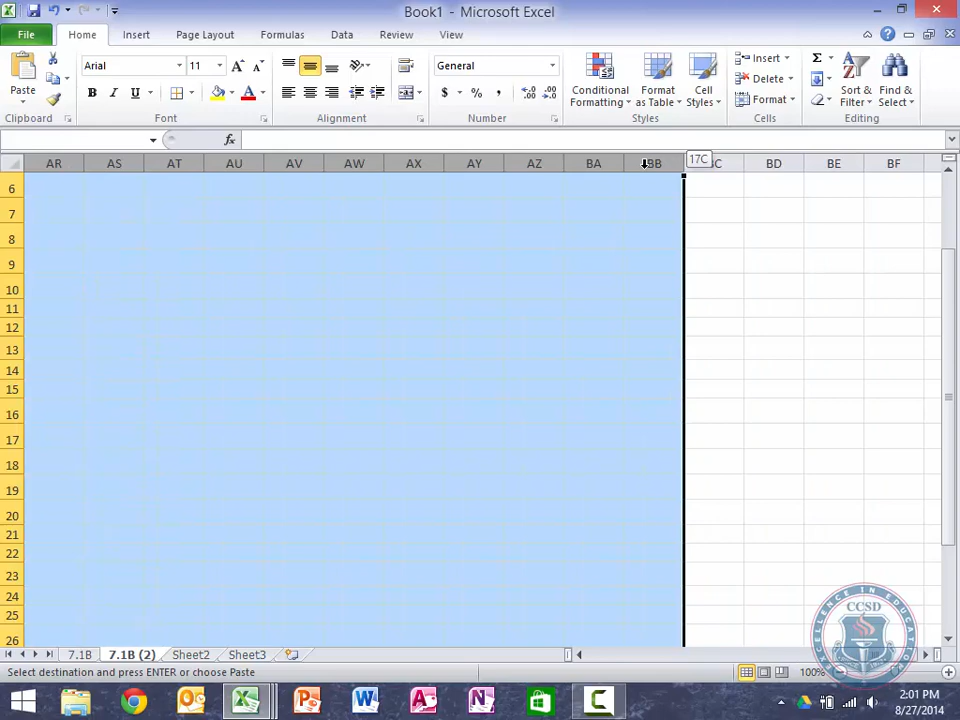 Book1 - Microsoft Excel
File Home Insert Page Layout Formulas Data Review View
Paste
Clipboard
Arial 11
B I U
Font
Alignment
General
$ % ,
Number
Conditional Formatting
Format as Table
Cell Styles
Styles
Insert
Delete
Format
Cells
Σ
Sort & Filter
Find & Select
Editing
fx
AR AS AT AU AV AW AX AY AZ BA BB 17C BD BE BF
6
7
8
9
10
11
12
13
14
15
16
17
18
19
20
21
22
23
24
25
26
CCSD
7.1B 7.1B (2) Sheet2 Sheet3
Select destination and press ENTER or choose Paste
100%
2:01 PM
8/27/2014